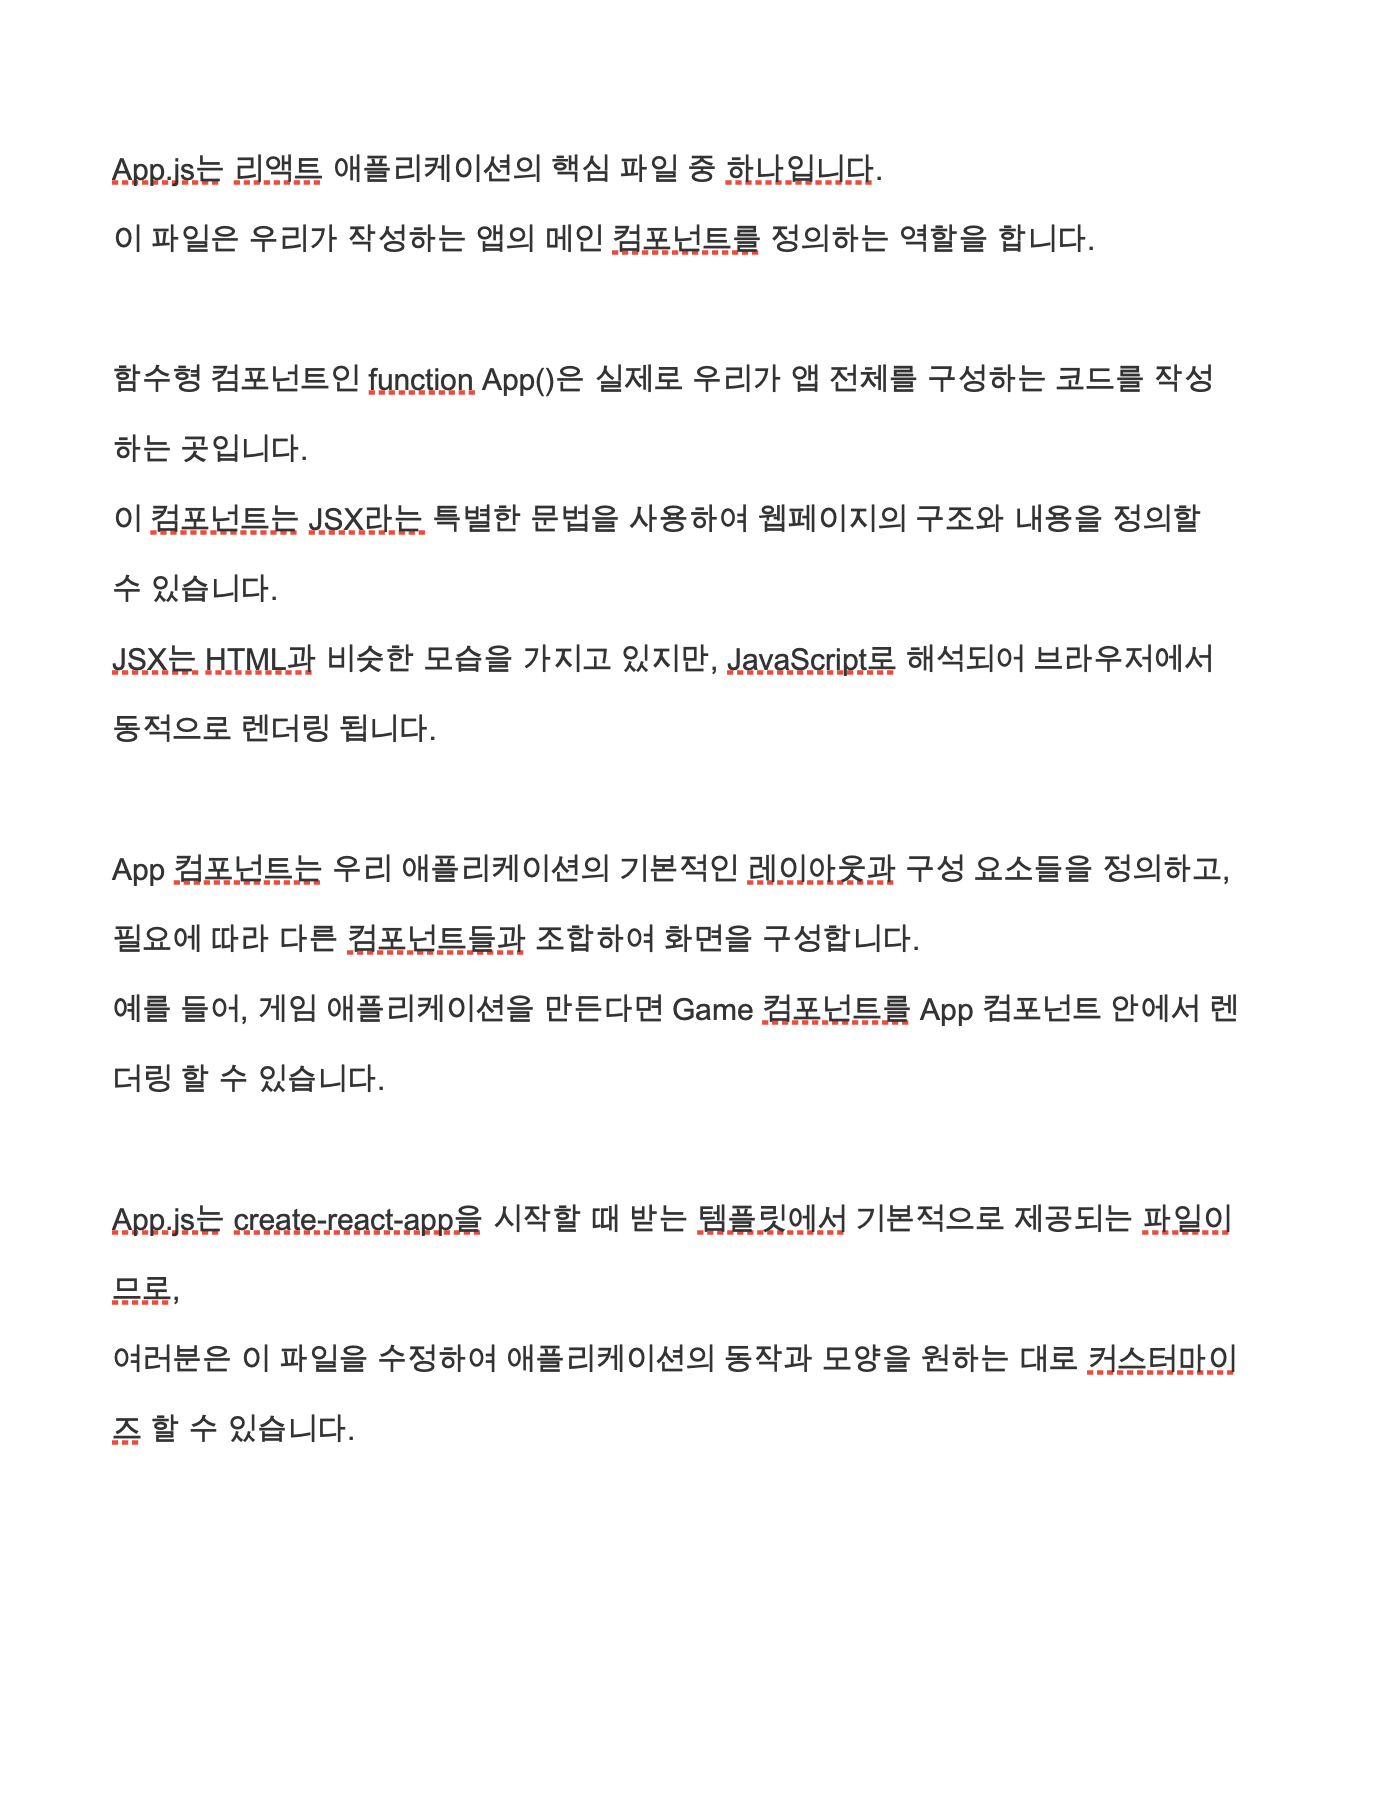 App.js는 리액트 애플리케이션의 핵심 파일 중 하나입니다.
이 파일은 우리가 작성하는 앱의 메인 컴포넌트를 정의하는 역할을 합니다.
함수형 컴포넌트인 function App()은 실제로 우리가 앱 전체를 구성하는 코드를 작성
하는 곳입니다.
이 컴포넌트는 JSX라는 특별한 문법을 사용하여 웹페이지의 구조와 내용을 정의할
수 있습니다.
JSX는 HTML과 비슷한 모습을 가지고 있지만, JavaScript로 해석되어 브라우저에서
동적으로 렌더링 됩니다.
App 컴포넌트는 우리 애플리케이션의 기본적인 레이아웃과 구성 요소들을 정의하고,
필요에 따라 다른 컴포넌트들과 조합하여 화면을 구성합니다.
예를 들어, 게임 애플리케이션을 만든다면 Game 컴포넌트를 App 컴포넌트 안에서 렌
더링 할 수 있습니다.
App.js는 create-react-app을 시작할 때 받는 템플릿에서 기본적으로 제공되는 파일이
므로,
여러분은 이 파일을 수정하여 애플리케이션의 동작과 모양을 원하는 대로 커스터마이
즈 할 수 있습니다.